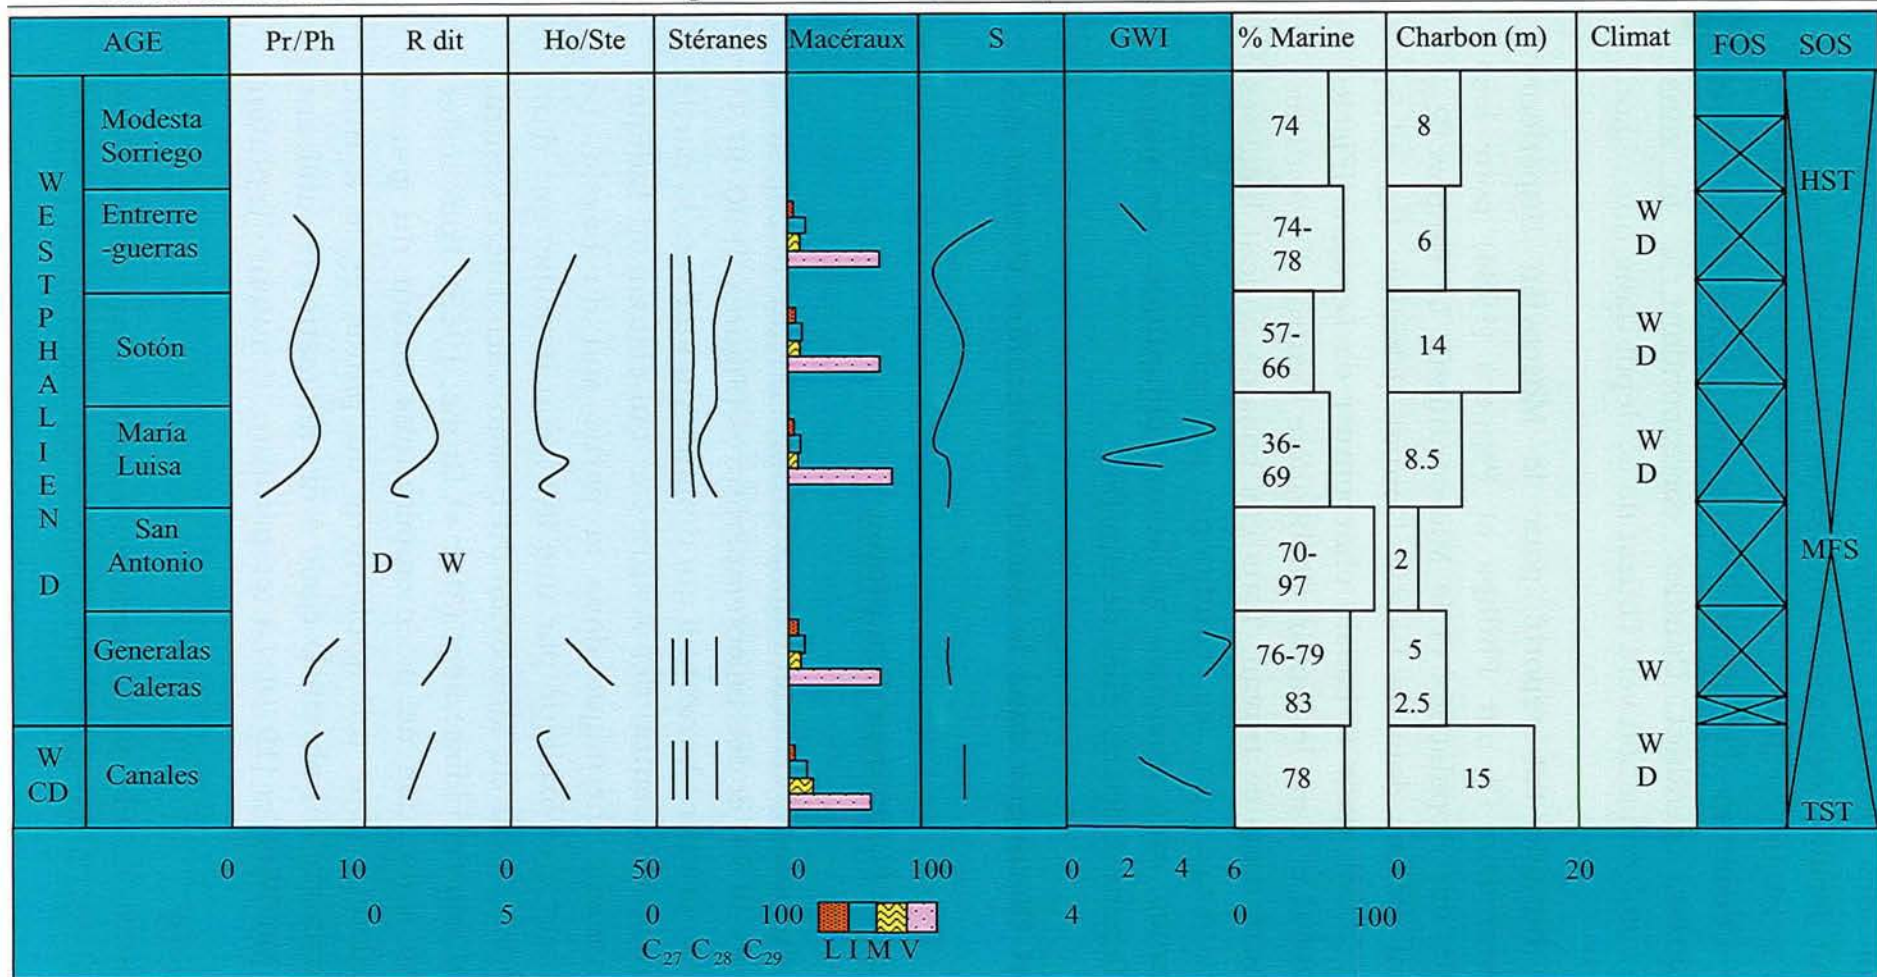 AGE Pr/Ph R dit Ho/Ste Stéranes Macéraux S GWI % Marine Charbon (m) Climat FOS SOS
WESTPHALIEN D
Modesta
Sorriego
74 8
HST
Entrerre
-guerras
74-
78
6
W
D
Sotón
57-
66
14
W
D
María
Luisa
36-
69
8.5
W
D
San
Antonio
D W
70-
97
2
MFS
Generalas
Caleras
76-79
83
5
2.5
W
W
CD
Canales
78
15
W
D
TST
0 10 0 50 0 100 0 2 4 6 0 20
0 5 0 100 4 0 100
C27 C28 C29 L I M V